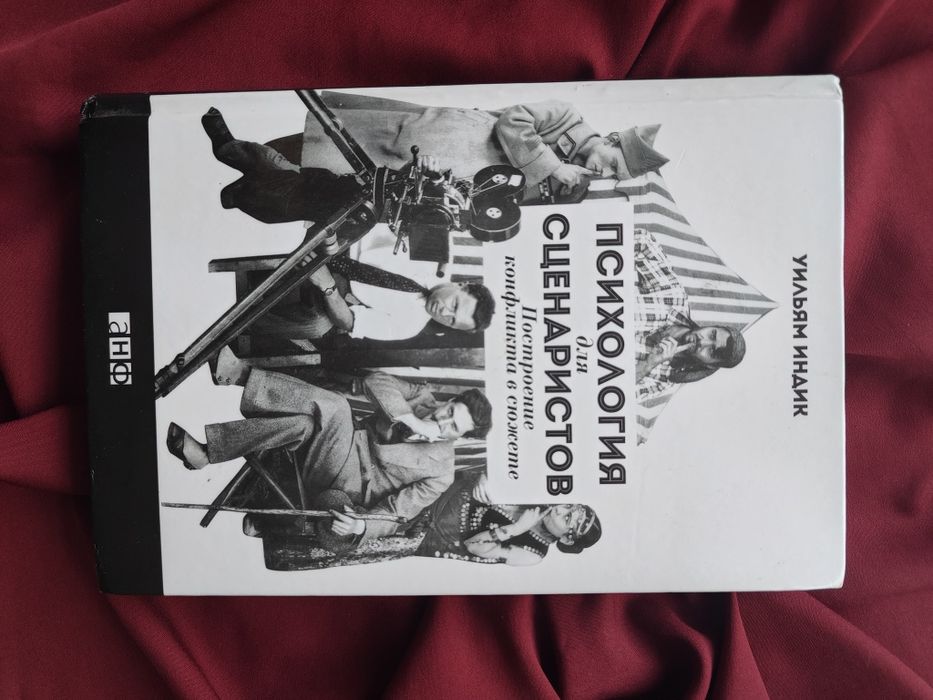 УИЛЬЯМ ИНДИК
ПСИХОЛОГИЯ
для
СЦЕНАРИСТОВ
Построение
конфликта в сюжете
анф